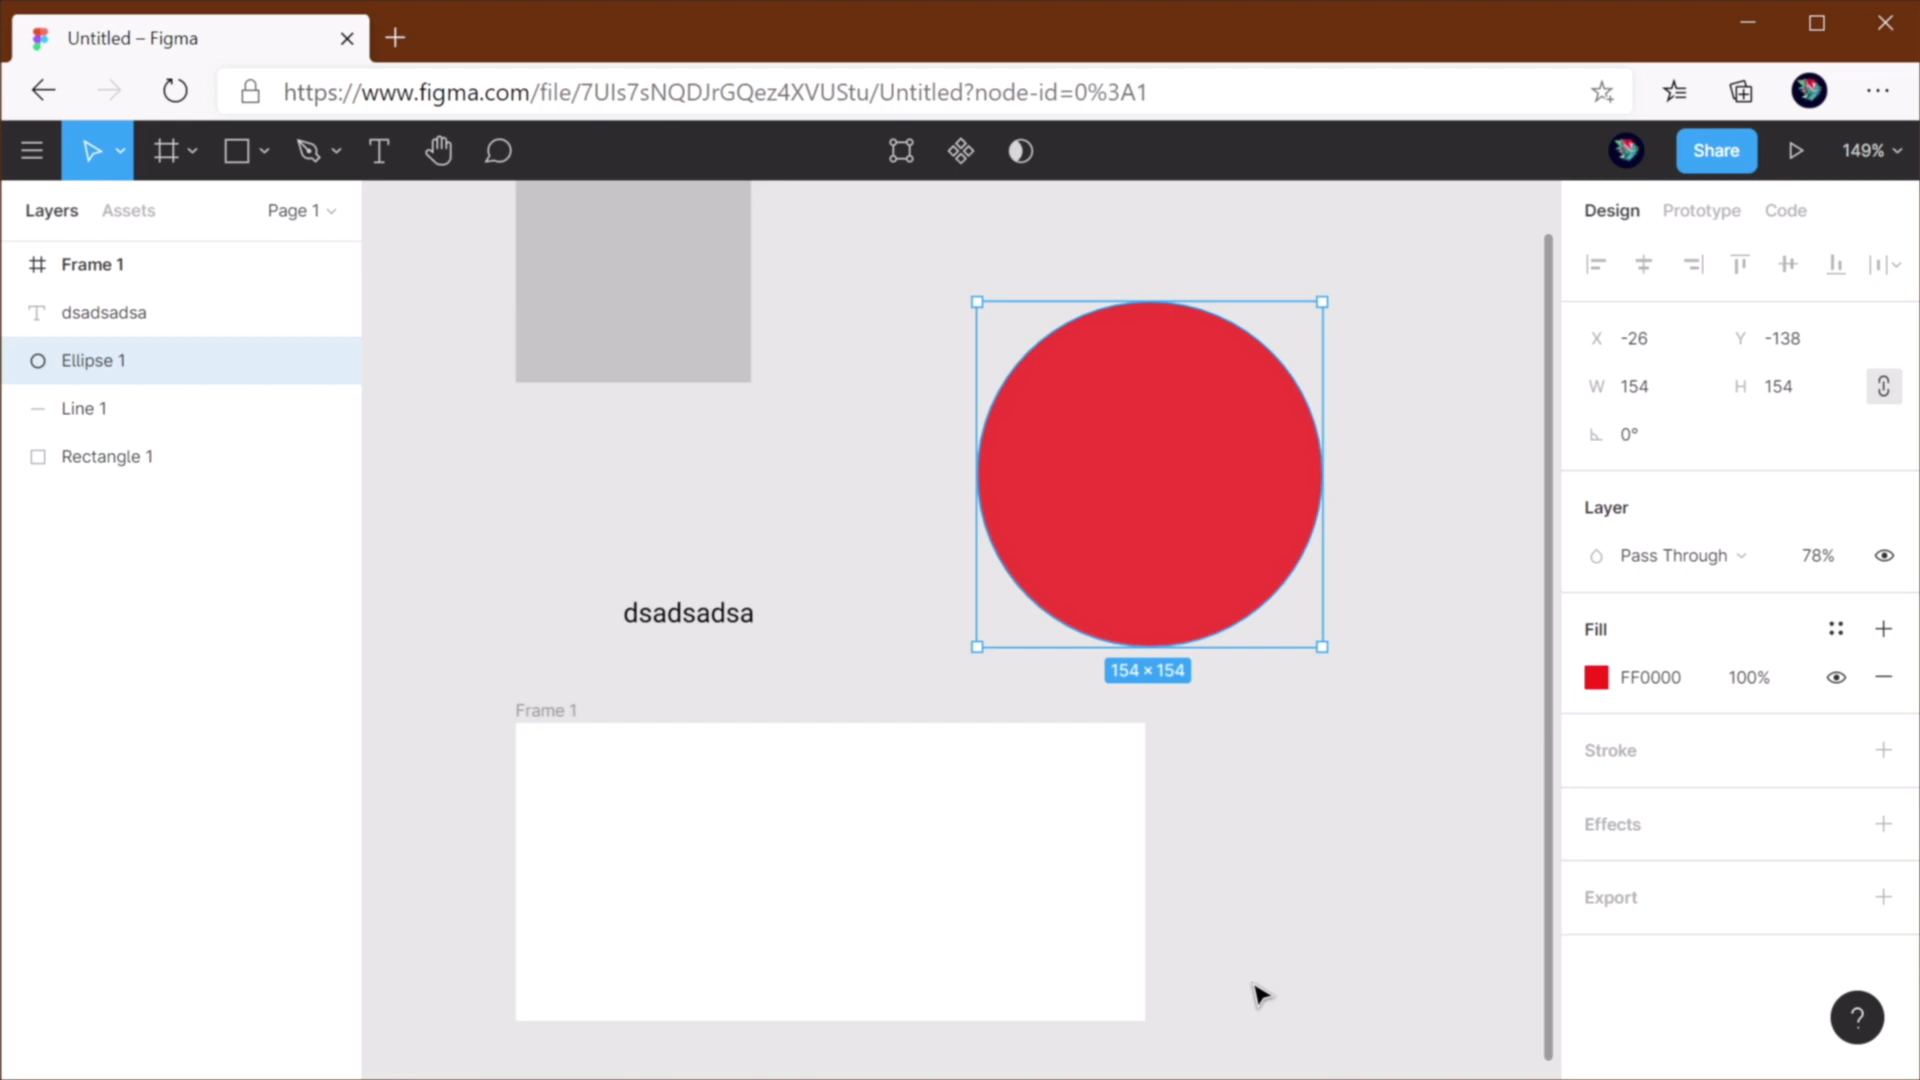 Untitled – Figma
https://www.figma.com/file/7UIs7sNQDJrGQez4XVUStu/Untitled?node-id=0%3A1
Share
149%
Layers Assets Page 1
Frame 1
dsadsadsa
Ellipse 1
Line 1
Rectangle 1
dsadsadsa
154 × 154
Frame 1
Design Prototype Code
X -26 Y -138
W 154 H 154
0°
Layer
Pass Through 78%
Fill
FF0000 100%
Stroke
Effects
Export
?